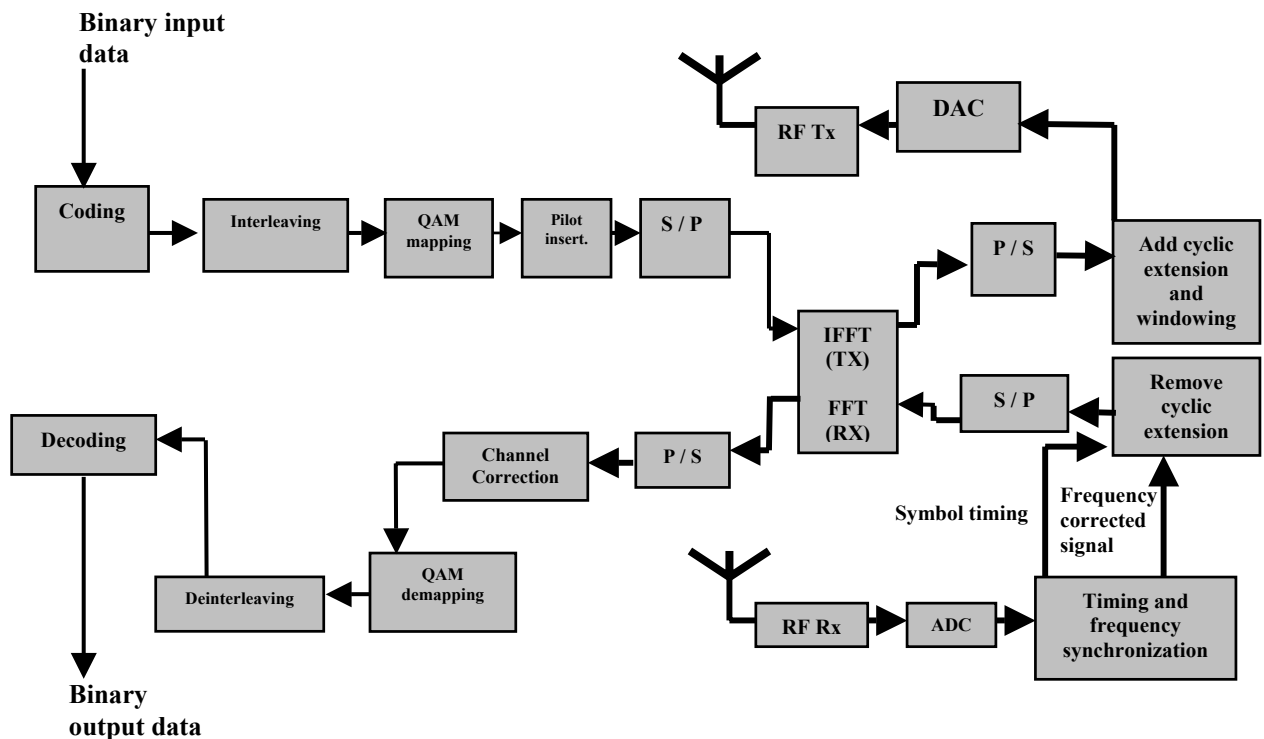 Binary input
data
Coding
Interleaving
QAM
mapping
Pilot
insert.
S / P
IFFT
(TX)
FFT
(RX)
P / S
Add cyclic
extension
and
windowing
DAC
RF Tx
RF Rx
ADC
Timing and
frequency
synchronization
Symbol timing
Frequency
corrected
signal
Remove
cyclic
extension
S / P
P / S
Channel
Correction
QAM
demapping
Deinterleaving
Decoding
Binary
output data